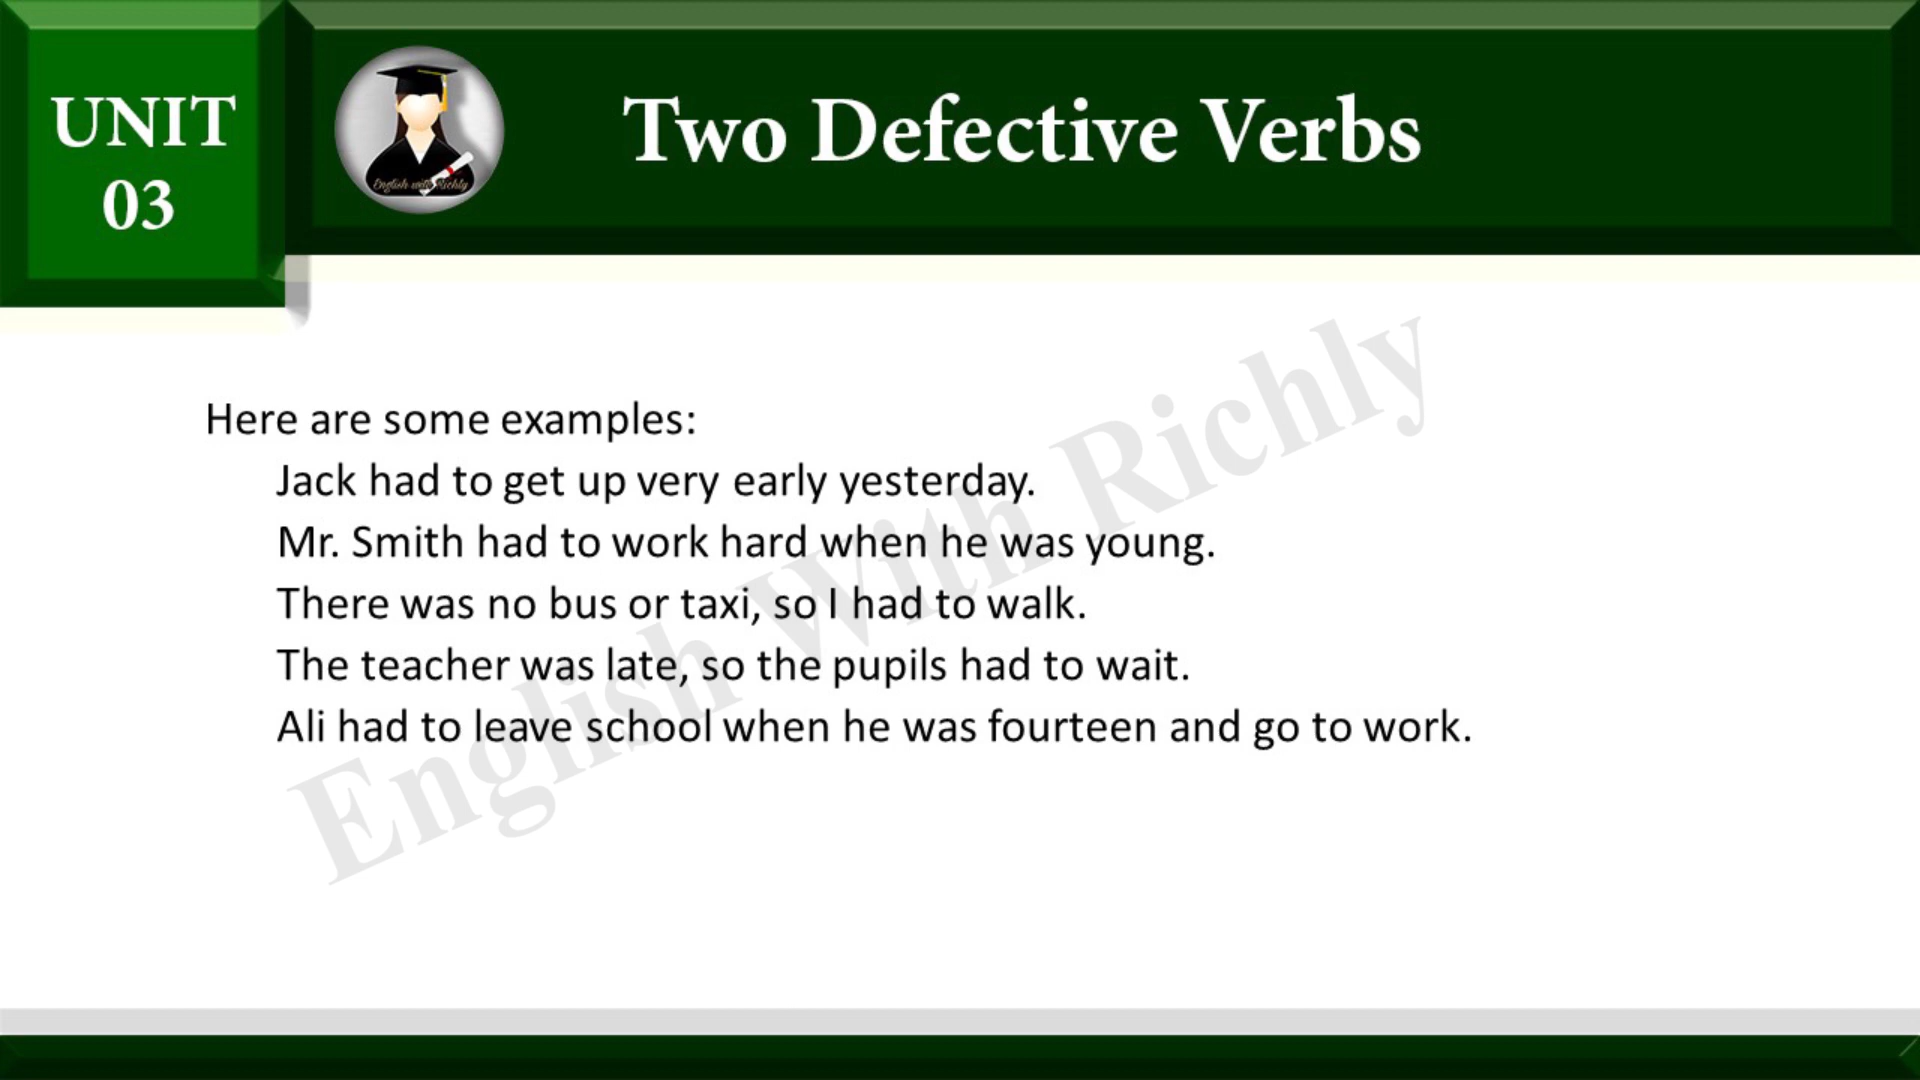 UNIT
03
English with Richly
Two Defective Verbs
Here are some examples:
Jack had to get up very early yesterday.
Mr. Smith had to work hard when he was young.
There was no bus or taxi, so I had to walk.
The teacher was late, so the pupils had to wait.
Ali had to leave school when he was fourteen and go to work.
English With Richly